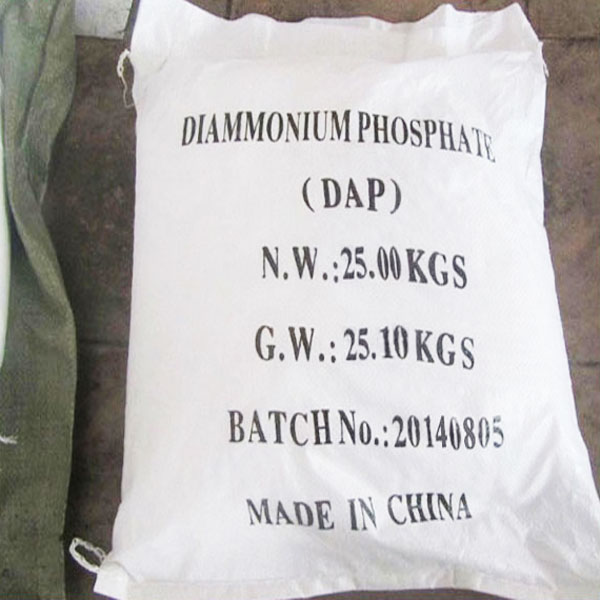 DIAMMONIUM PHOSPHATE
(DAP)
N.W.:25.00KGS
G.W.:25.10KGS
BATCH No.:20140805
MADE IN CHINA